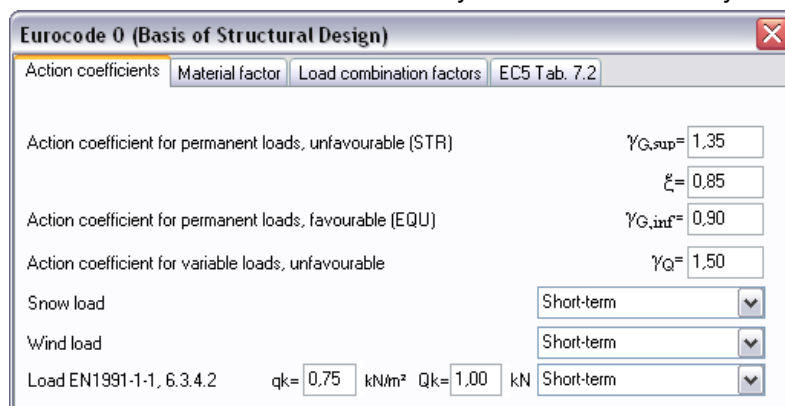 Eurocode 0 (Basis of Structural Design)
Action coefficients Material factor Load combination factors EC5 Tab. 7.2
Action coefficient for permanent loads, unfavourable (STR) γG,sup= 1,35
ξ= 0,85
Action coefficient for permanent loads, favourable (EQU) γG,inf= 0,90
Action coefficient for variable loads, unfavourable γQ= 1,50
Snow load Short-term
Wind load Short-term
Load EN1991-1-1, 6.3.4.2 qk= 0,75 kN/m² Qk= 1,00 kN Short-term